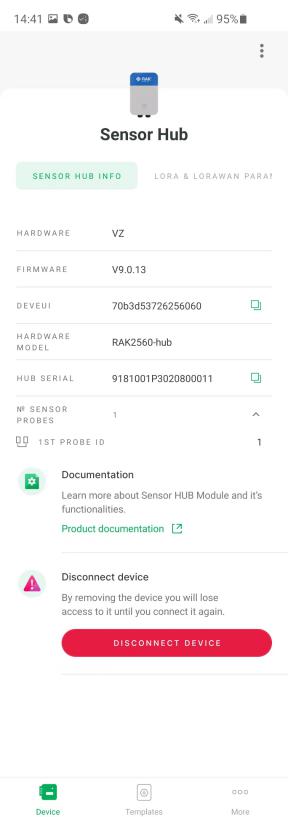 14:41
95%
RAK
Sensor Hub
SENSOR HUB INFO
LORA & LORAWAN PARAM
HARDWARE VZ
FIRMWARE V9.0.13
DEVEUI 70b3d53726256060
HARDWARE
MODEL
RAK2560-hub
HUB SERIAL 9181001P3020800011
Nº SENSOR
PROBES
1
1ST PROBE ID 1
Documentation
Learn more about Sensor HUB Module and it's
functionalities.
Product documentation
Disconnect device
By removing the device you will lose
access to it until you connect it again.
DISCONNECT DEVICE
Device
Templates
More